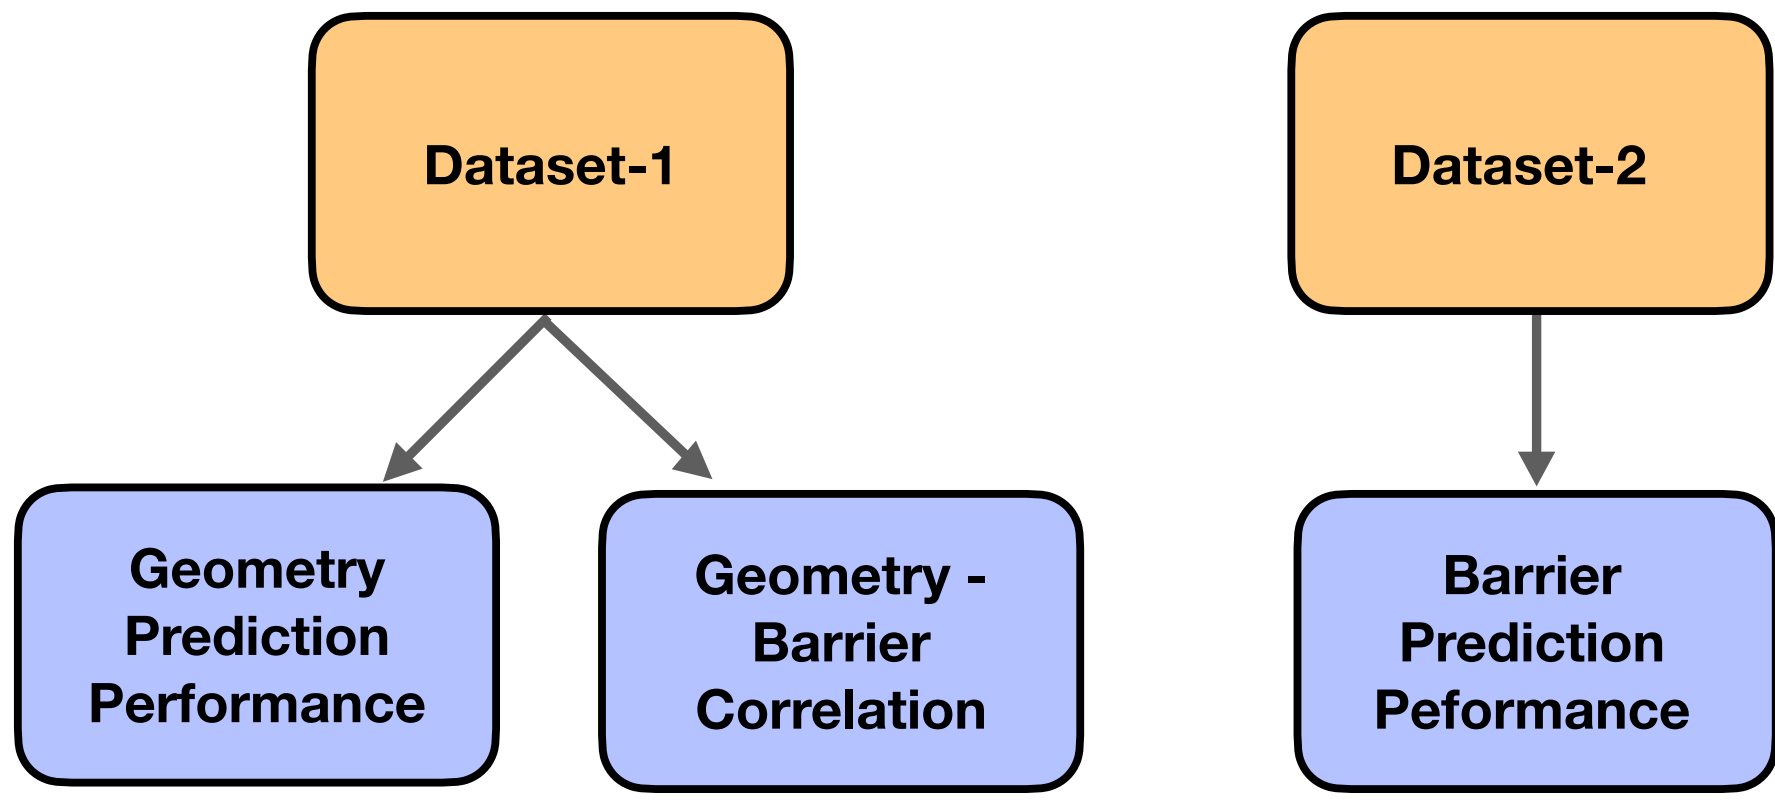 Dataset-1
Dataset-2
Geometry
Prediction
Performance
Geometry -
Barrier
Correlation
Barrier
Prediction
Peformance